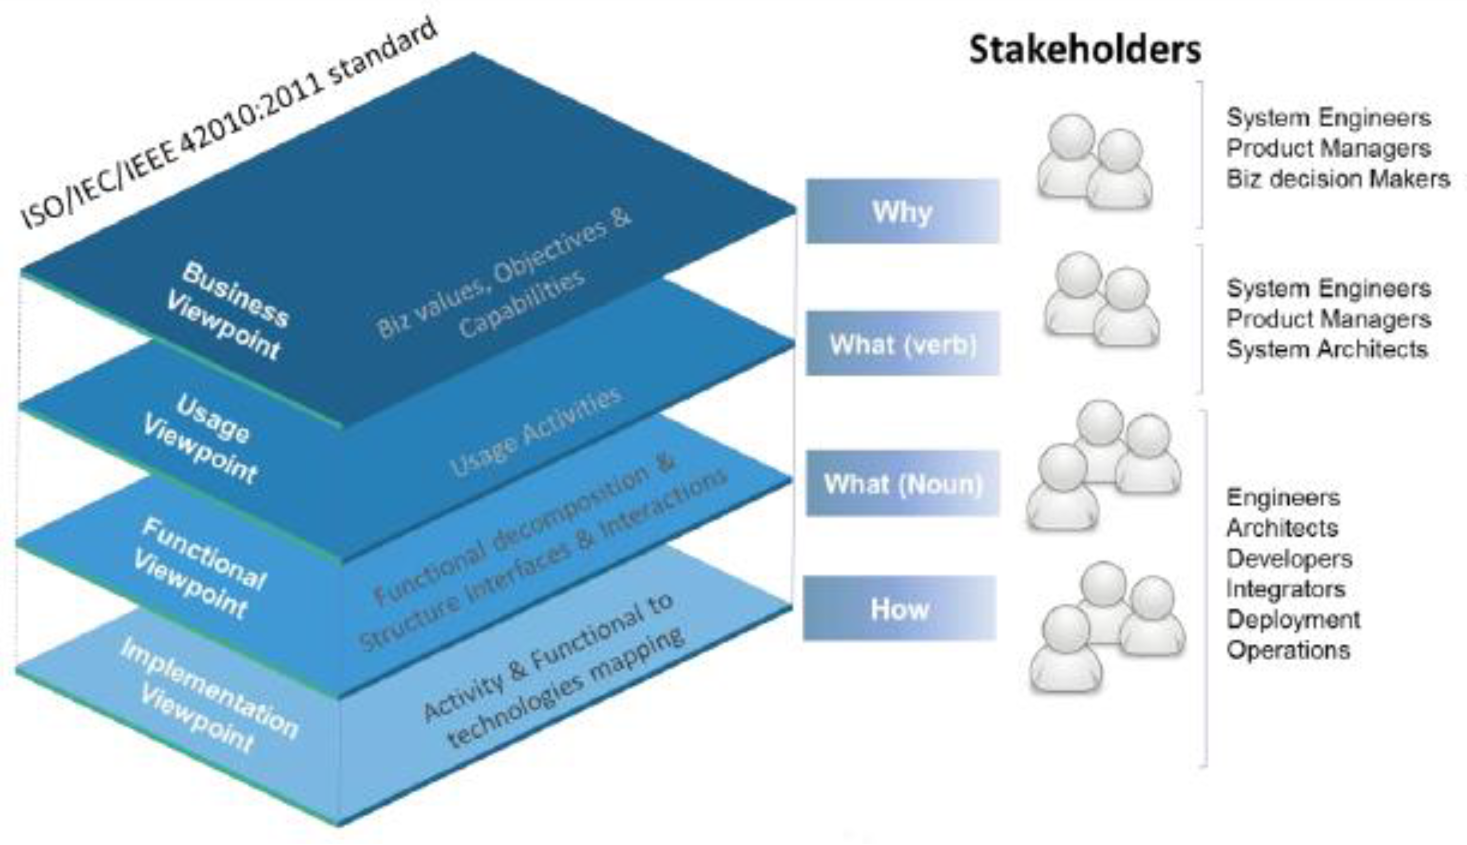 ISO/IEC/IEEE 42010:2011 standard
Business
Viewpoint
Biz values, Objectives &
Capabilities
Usage
Viewpoint
Usage Activities
Functional
Viewpoint
Functional decomposition &
Structure Interfaces & Interactions
Implementation
Viewpoint
Activity & Functional to
technologies mapping
Why
What (verb)
What (Noun)
How
Stakeholders
System Engineers
Product Managers
Biz decision Makers
System Engineers
Product Managers
System Architects
Engineers
Architects
Developers
Integrators
Deployment
Operations